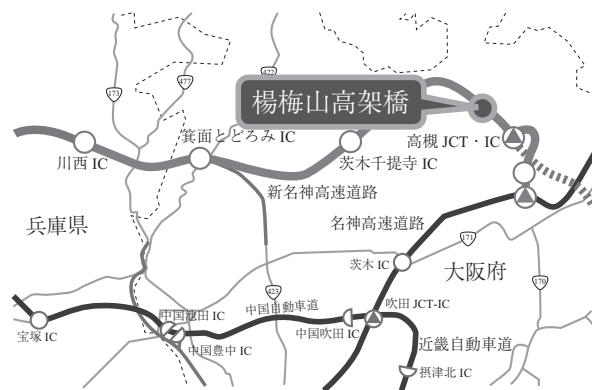 173
477
422
楊梅山高架橋
箕面とどろみ IC
高槻 JCT・IC
川西 IC
茨木千提寺 IC
新名神高速道路
兵庫県
名神高速道路
171
茨木 IC
大阪府
170
423
中国自動車道
吹田 JCT-IC
中国池田 IC
宝塚 IC
中国吹田 IC
近畿自動車道
中国豊中 IC
摂津北 IC